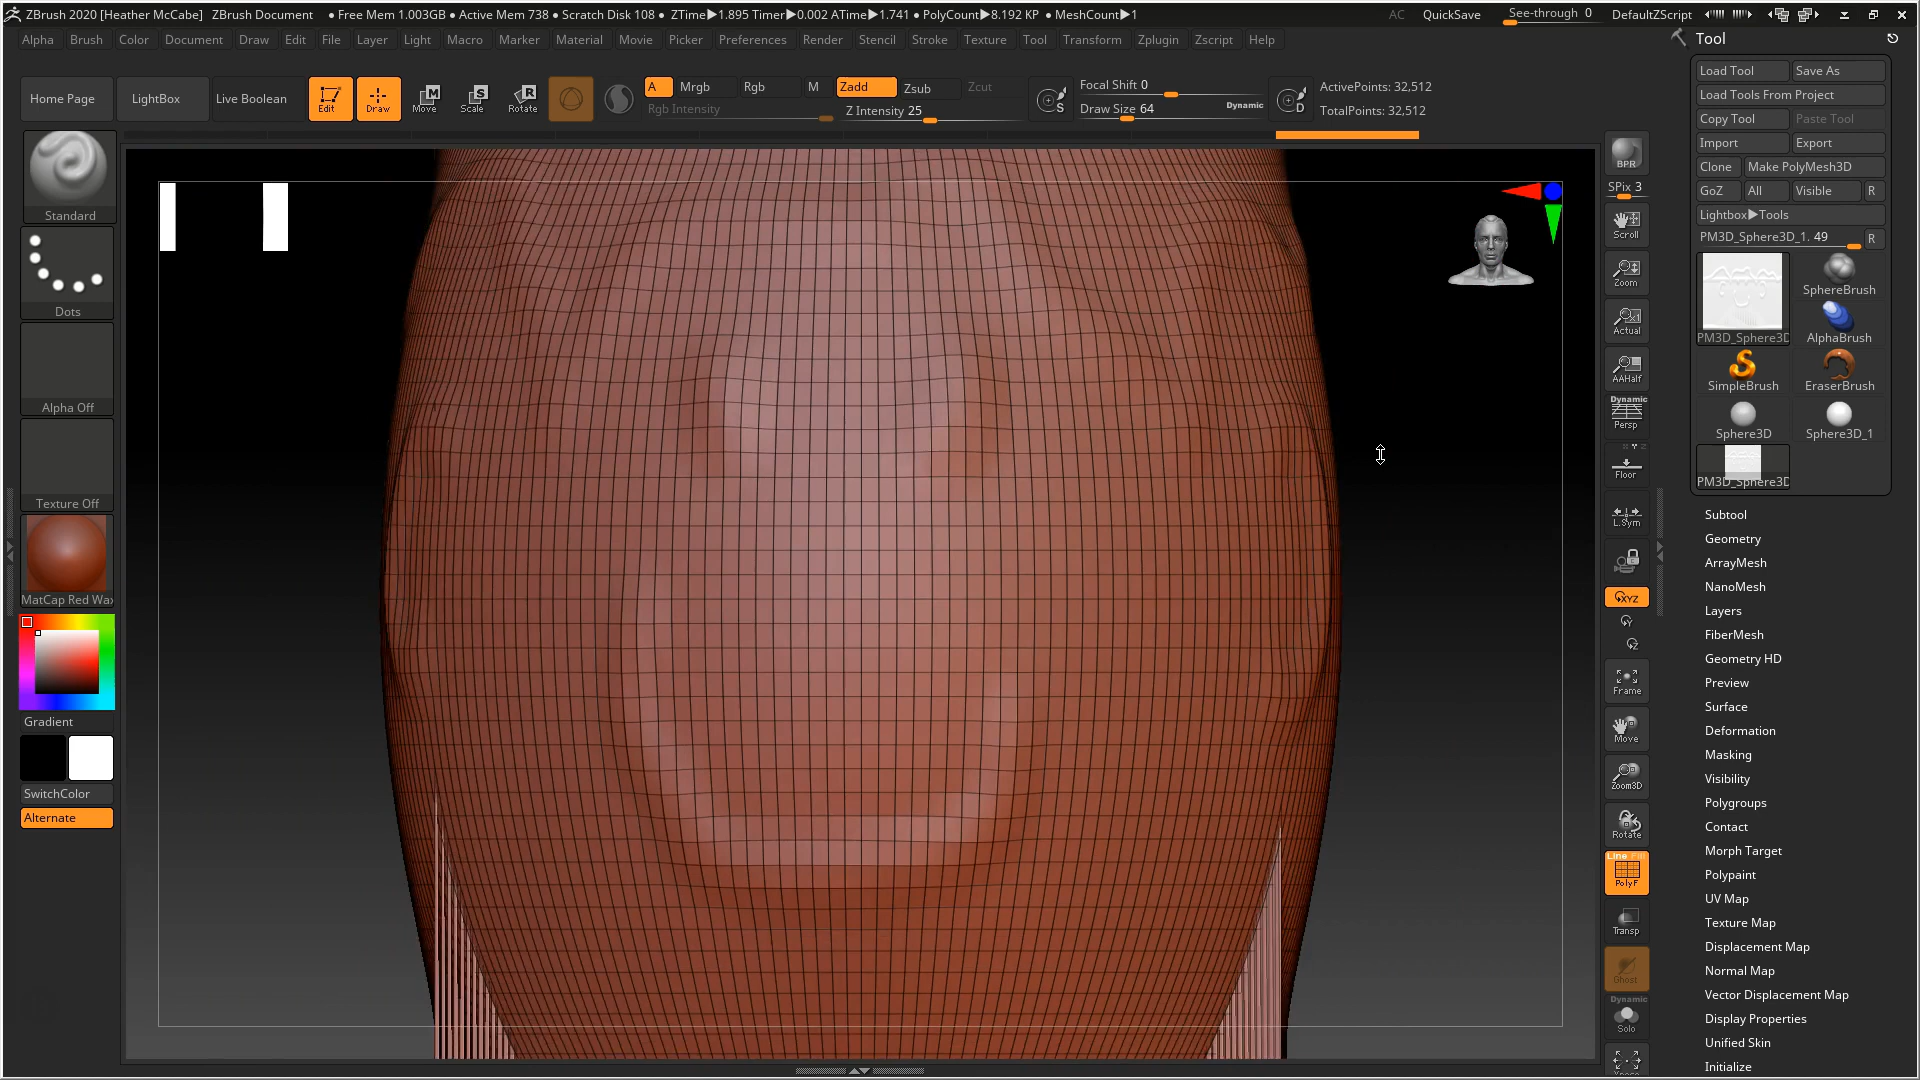 ZBrush 2020 [Heather McCabe] ZBrush Document • Free Mem 1.003GB • Active Mem 738 • Scratch Disk 108 • ZTime▶1.895 Timer▶0.002 ATime▶1.741 • PolyCount▶8.192 KP • MeshCount▶1 AC QuickSave See-through 0 DefaultZScript
Alpha Brush Color Document Draw Edit File Layer Light Macro Marker Material Movie Picker Preferences Render Stencil Stroke Texture Tool Transform Zplugin Zscript Help
Tool
Load Tool Save As
Load Tools From Project
Copy Tool Paste Tool
Import Export
Clone Make PolyMesh3D
GoZ All Visible R
Lightbox▶Tools
PM3D_Sphere3D_1. 49 R
SphereBrush
PM3D_Sphere3D AlphaBrush
SimpleBrush EraserBrush
Sphere3D Sphere3D_1
PM3D_Sphere3D
Home Page LightBox Live Boolean
Edit Draw Move Scale Rotate
A Mrgb Rgb M Zadd Zsub Zcut
Rgb Intensity Z Intensity 25
Focal Shift 0
Draw Size 64 Dynamic
S D
ActivePoints: 32,512
TotalPoints: 32,512
Standard
Dots
Alpha Off
Texture Off
MatCap Red Wax
Gradient
SwitchColor
Alternate
BPR
SPix 3
Scroll
Zoom
Actual
AAHalf
Dynamic
Persp
Floor
L.Sym
XYZ
Y
Z
Frame
Move
Zoom3D
Rotate
Line Fill
PolyF
Transp
Ghost
Dynamic
Solo
Subtool
Geometry
ArrayMesh
NanoMesh
Layers
FiberMesh
Geometry HD
Preview
Surface
Deformation
Masking
Visibility
Polygroups
Contact
Morph Target
Polypaint
UV Map
Texture Map
Displacement Map
Normal Map
Vector Displacement Map
Display Properties
Unified Skin
Initialize